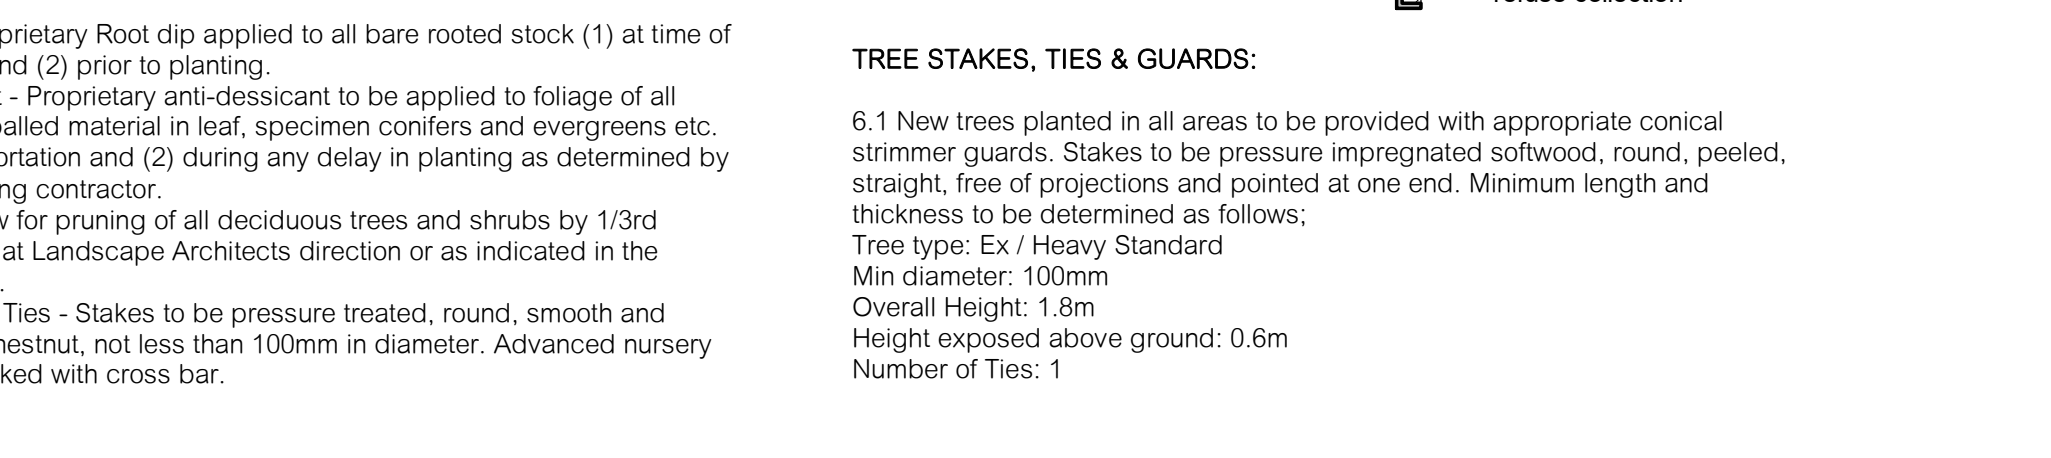 prietary Root dip applied to all bare rooted stock (1) at time of
nd (2) prior to planting.
- Proprietary anti-dessicant to be applied to foliage of all
alled material in leaf, specimen conifers and evergreens etc.
ortation and (2) during any delay in planting as determined by
ng contractor.
for pruning of all deciduous trees and shrubs by 1/3rd
at Landscape Architects direction or as indicated in the
.
Ties - Stakes to be pressure treated, round, smooth and
hestnut, not less than 100mm in diameter. Advanced nursery
ked with cross bar.
refuse collection
TREE STAKES, TIES & GUARDS:
6.1 New trees planted in all areas to be provided with appropriate conical
strimmer guards. Stakes to be pressure impregnated softwood, round, peeled,
straight, free of projections and pointed at one end. Minimum length and
thickness to be determined as follows;
Tree type: Ex / Heavy Standard
Min diameter: 100mm
Overall Height: 1.8m
Height exposed above ground: 0.6m
Number of Ties: 1